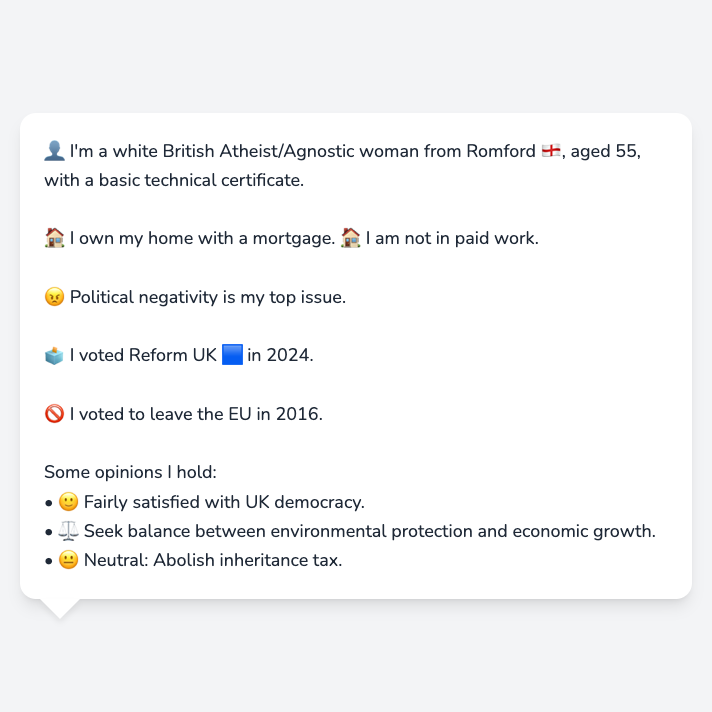 👤 I'm a white British Atheist/Agnostic woman from Romford 🏴󠁧󠁢󠁥󠁮󠁧󠁿, aged 55,
with a basic technical certificate.
🏠 I own my home with a mortgage. 🏠 I am not in paid work.
😠 Political negativity is my top issue.
🗳️ I voted Reform UK 🟦 in 2024.
🚫 I voted to leave the EU in 2016.
Some opinions I hold:
• 🙂 Fairly satisfied with UK democracy.
• ⚖️ Seek balance between environmental protection and economic growth.
• 😐 Neutral: Abolish inheritance tax.